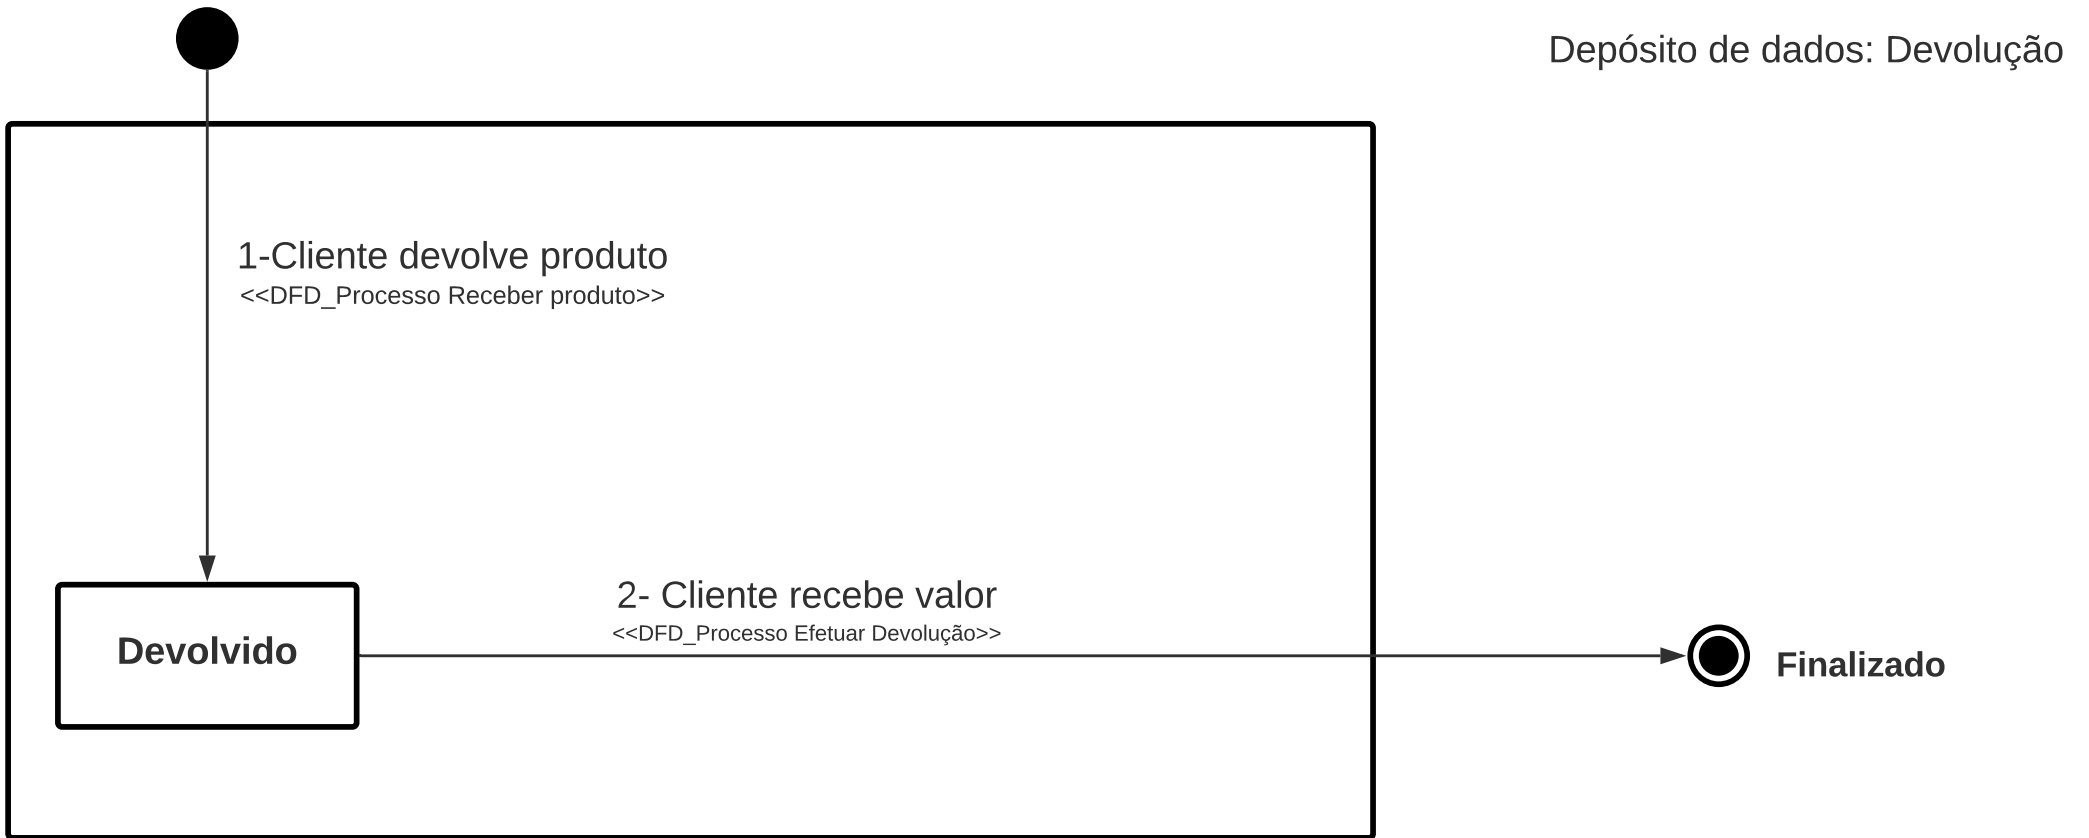 Depósito de dados: Devolução
1-Cliente devolve produto
<<DFD_Processo Receber produto>>
2- Cliente recebe valor
<<DFD_Processo Efetuar Devolução>>
Devolvido
Finalizado